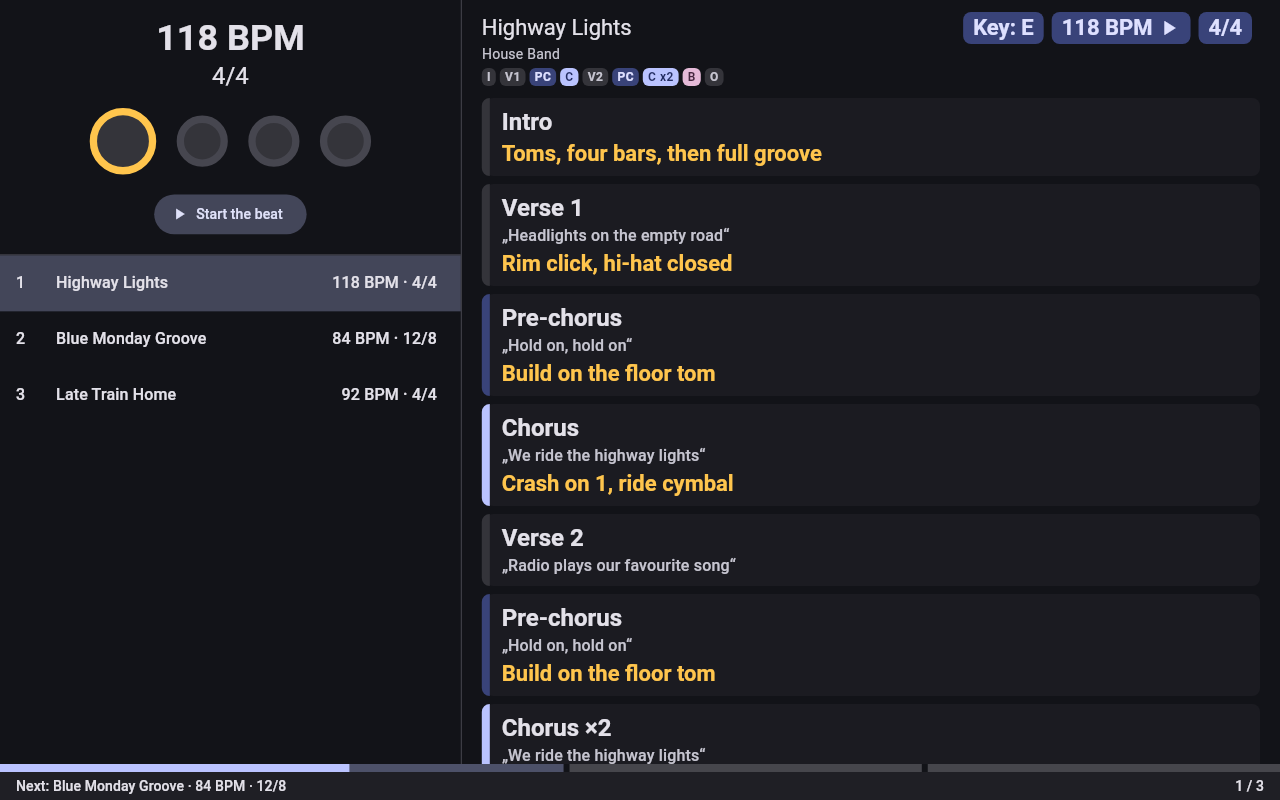 118 BPM
4/4
Start the beat
1 Highway Lights 118 BPM · 4/4
2 Blue Monday Groove 84 BPM · 12/8
3 Late Train Home 92 BPM · 4/4
Highway Lights
House Band
Key: E 118 BPM ▶ 4/4
I V1 PC C V2 PC C x2 B O
Intro
Toms, four bars, then full groove
Verse 1
„Headlights on the empty road“
Rim click, hi-hat closed
Pre-chorus
„Hold on, hold on“
Build on the floor tom
Chorus
„We ride the highway lights“
Crash on 1, ride cymbal
Verse 2
„Radio plays our favourite song“
Pre-chorus
„Hold on, hold on“
Build on the floor tom
Chorus ×2
„We ride the highway lights“
Next: Blue Monday Groove · 84 BPM · 12/8
1 / 3